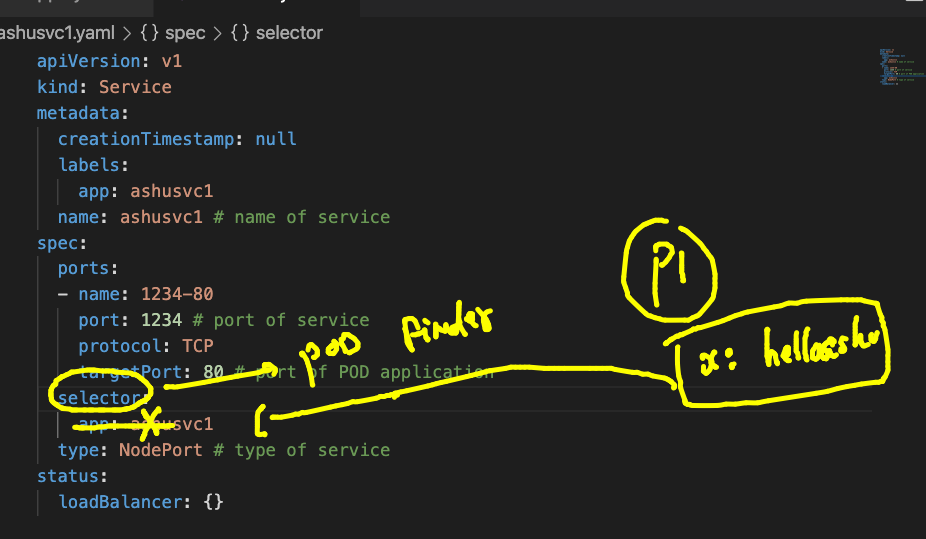 ashusvc1.yaml > {} spec > {} selector
apiVersion: v1
kind: Service
metadata:
creationTimestamp: null
labels:
app: ashusvc1
name: ashusvc1 # name of service
spec:
ports:
- name: 1234-80
port: 1234 # port of service
protocol: TCP
targetPort: 80 # port of POD application
selector:
app: ashusvc1
type: NodePort # type of service
status:
loadBalancer: {}
P1
POD finder
x: helloashu